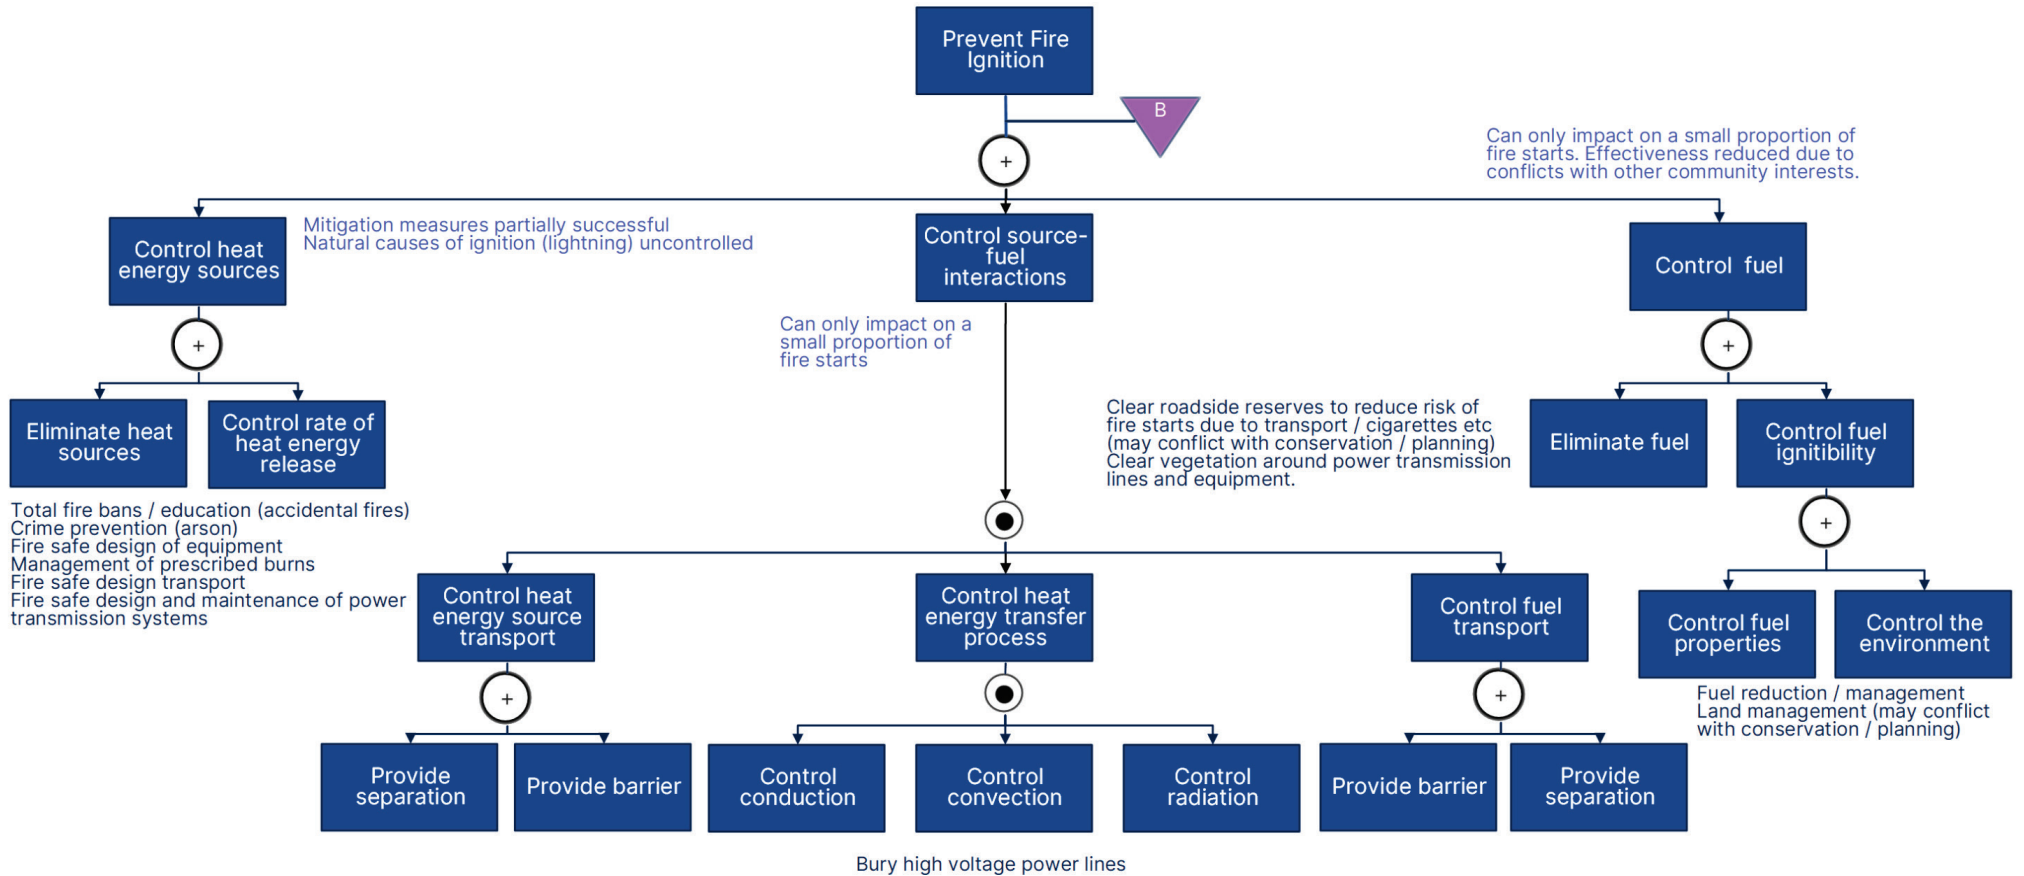 Prevent Fire
Ignition
B
+
Can only impact on a small proportion of
fire starts. Effectiveness reduced due to
conflicts with other community interests.
Control heat
energy sources
Mitigation measures partially successful
Natural causes of ignition (lightning) uncontrolled
Control source-
fuel
interactions
Control  fuel
+
Can only impact on a
small proportion of
fire starts
+
Eliminate heat
sources
Control rate of
heat energy
release
Clear roadside reserves to reduce risk of
fire starts due to transport / cigarettes etc
(may conflict with conservation / planning)
Clear vegetation around power transmission
lines and equipment.
Eliminate fuel
Control fuel
ignitibility
Total fire bans / education (accidental fires)
Crime prevention (arson)
Fire safe design of equipment
Management of prescribed burns
Fire safe design transport
Fire safe design and maintenance of power
transmission systems
+
Control heat
energy source
transport
Control heat
energy transfer
process
Control fuel
transport
Control fuel
properties
Control the
environment
+
+
Fuel reduction / management
Land management (may conflict
with conservation / planning)
Provide
separation
Provide barrier
Control
conduction
Control
convection
Control
radiation
Provide barrier
Provide
separation
Bury high voltage power lines